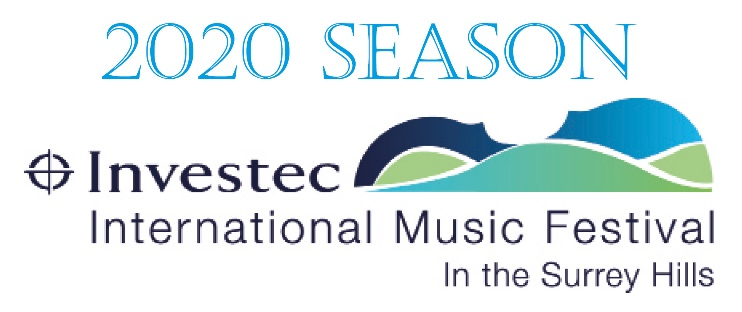 2020 SEASON
Investec
International Music Festival
In the Surrey Hills